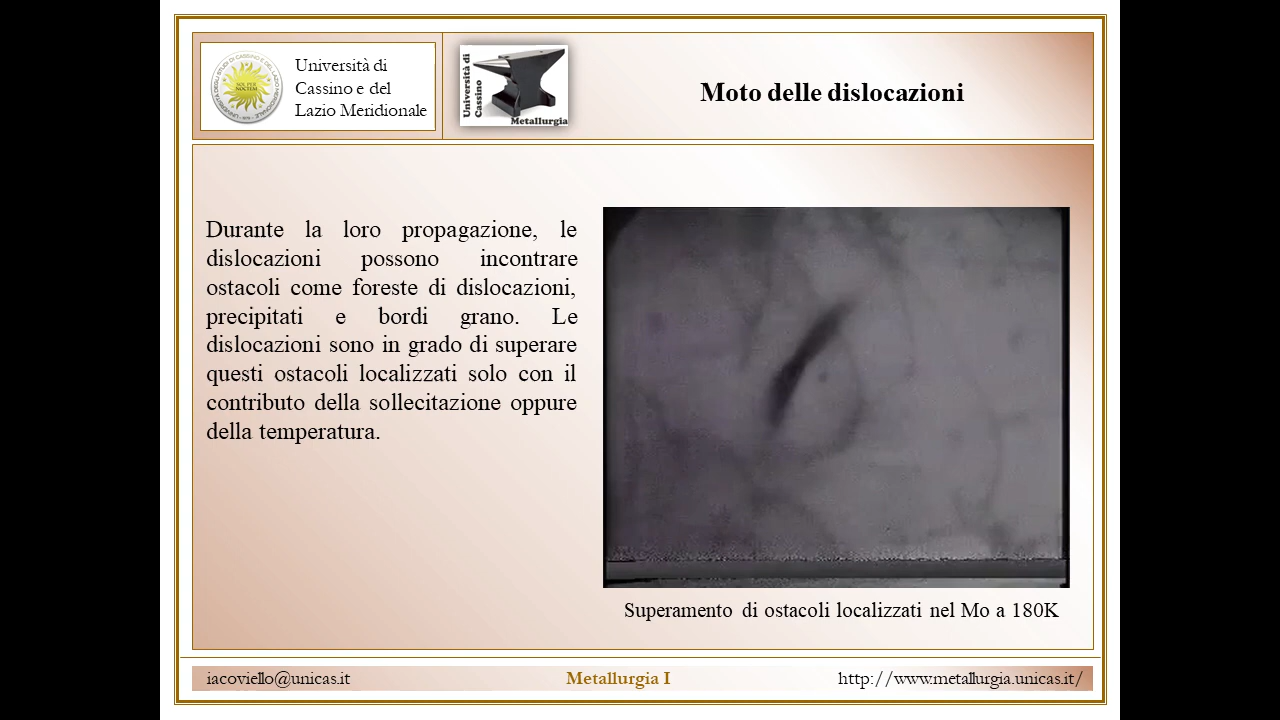 Università di
Cassino e del
Lazio Meridionale
Università di
Cassino
Metallurgia
Moto delle dislocazioni
Durante la loro propagazione, le
dislocazioni possono incontrare
ostacoli come foreste di dislocazioni,
precipitati e bordi grano. Le
dislocazioni sono in grado di superare
questi ostacoli localizzati solo con il
contributo della sollecitazione oppure
della temperatura.
Superamento di ostacoli localizzati nel Mo a 180K
iacoviello@unicas.it
Metallurgia I
http://www.metallurgia.unicas.it/